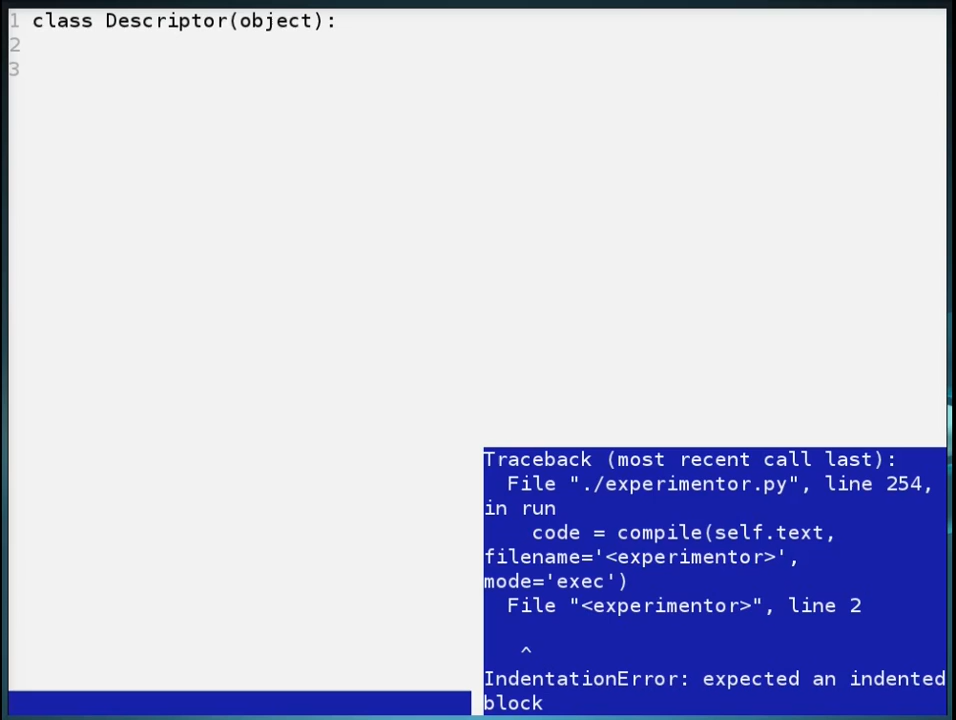 1 class Descriptor(object):
2
3
Traceback (most recent call last):
  File "./experimentor.py", line 254,
in run
    code = compile(self.text,
filename='<experimentor>',
mode='exec')
  File "<experimentor>", line 2

   ^
IndentationError: expected an indented
block